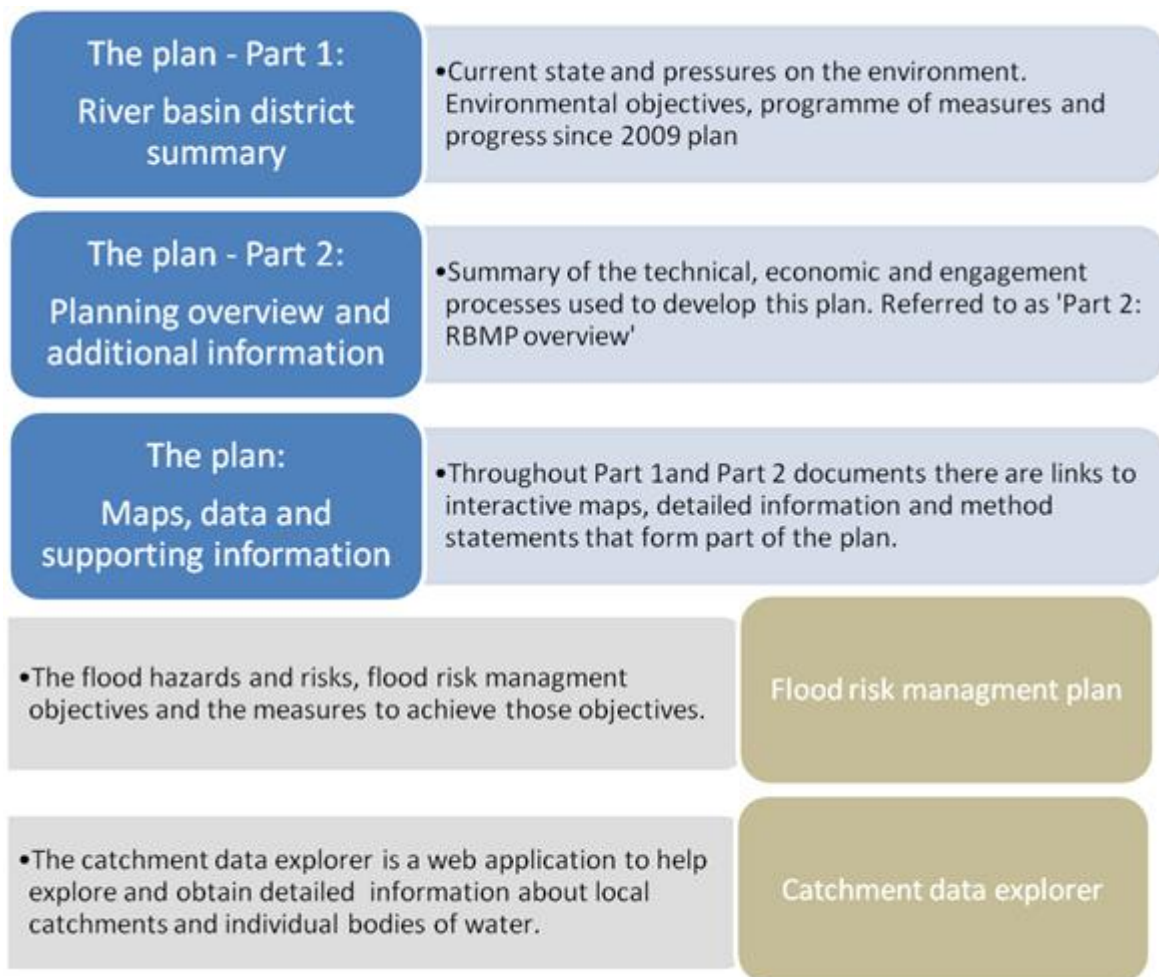 The plan - Part 1:
River basin district
summary
•Current state and pressures on the environment.
Environmental objectives, programme of measures and
progress since 2009 plan
The plan - Part 2:
Planning overview and
additional information
•Summary of the technical, economic and engagement
processes used to develop this plan. Referred to as 'Part 2:
RBMP overview'
The plan:
Maps, data and
supporting information
•Throughout Part 1and Part 2 documents there are links to
interactive maps, detailed information and method
statements that form part of the plan.
•The flood hazards and risks, flood risk managment
objectives and the measures to achieve those objectives.
Flood risk managment plan
•The catchment data explorer is a web application to help
explore and obtain detailed  information about local
catchments and individual bodies of water.
Catchment data explorer